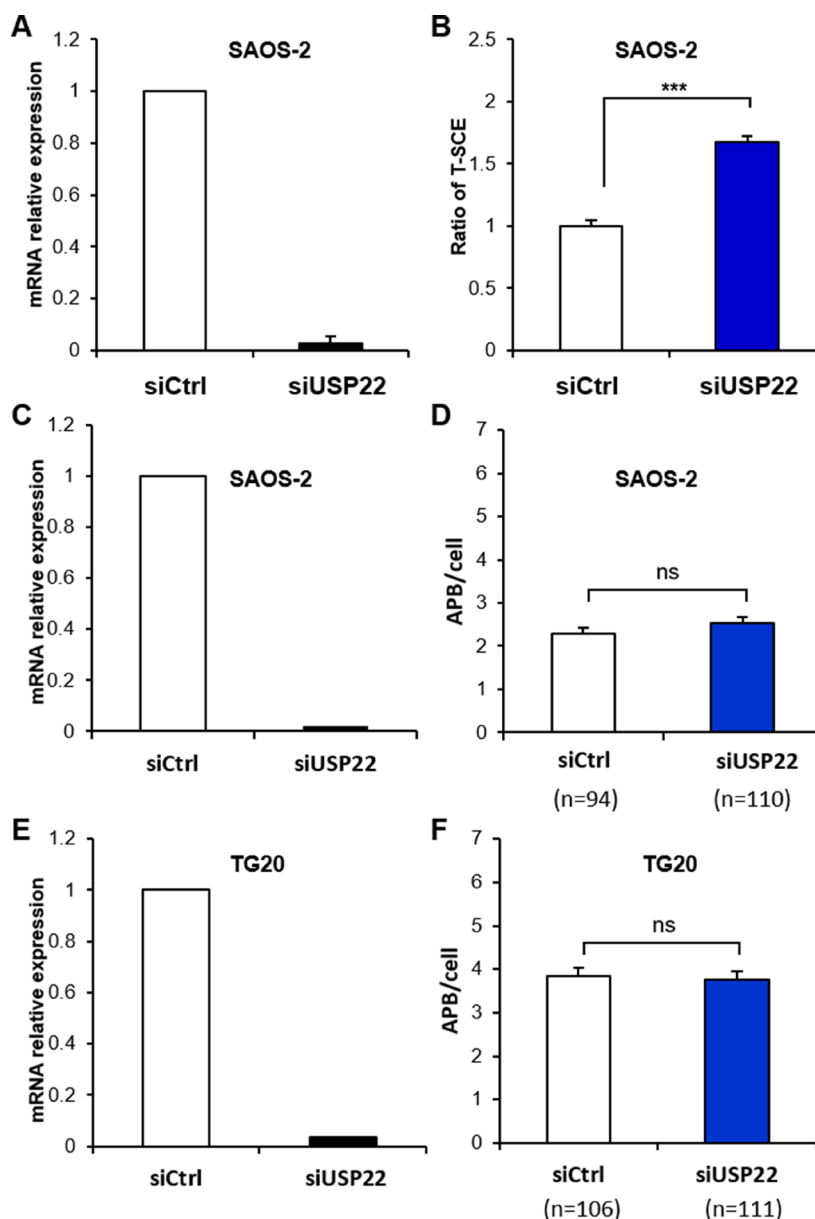 A
SAOS-2
mRNA relative expression
1.2
1
0.8
0.6
0.4
0.2
0
siCtrl
siUSP22
B
SAOS-2
Ratio of T-SCE
2.5
2
1.5
1
0.5
0
***
siCtrl
siUSP22
C
SAOS-2
mRNA relative expression
1.2
1
0.8
0.6
0.4
0.2
0
siCtrl
siUSP22
D
SAOS-2
APB/cell
7
6
5
4
3
2
1
0
ns
siCtrl
siUSP22
(n=94)
(n=110)
E
TG20
mRNA relative expression
1.2
1
0.8
0.6
0.4
0.2
0
siCtrl
siUSP22
F
TG20
APB/cell
7
6
5
4
3
2
1
0
ns
siCtrl
siUSP22
(n=106)
(n=111)